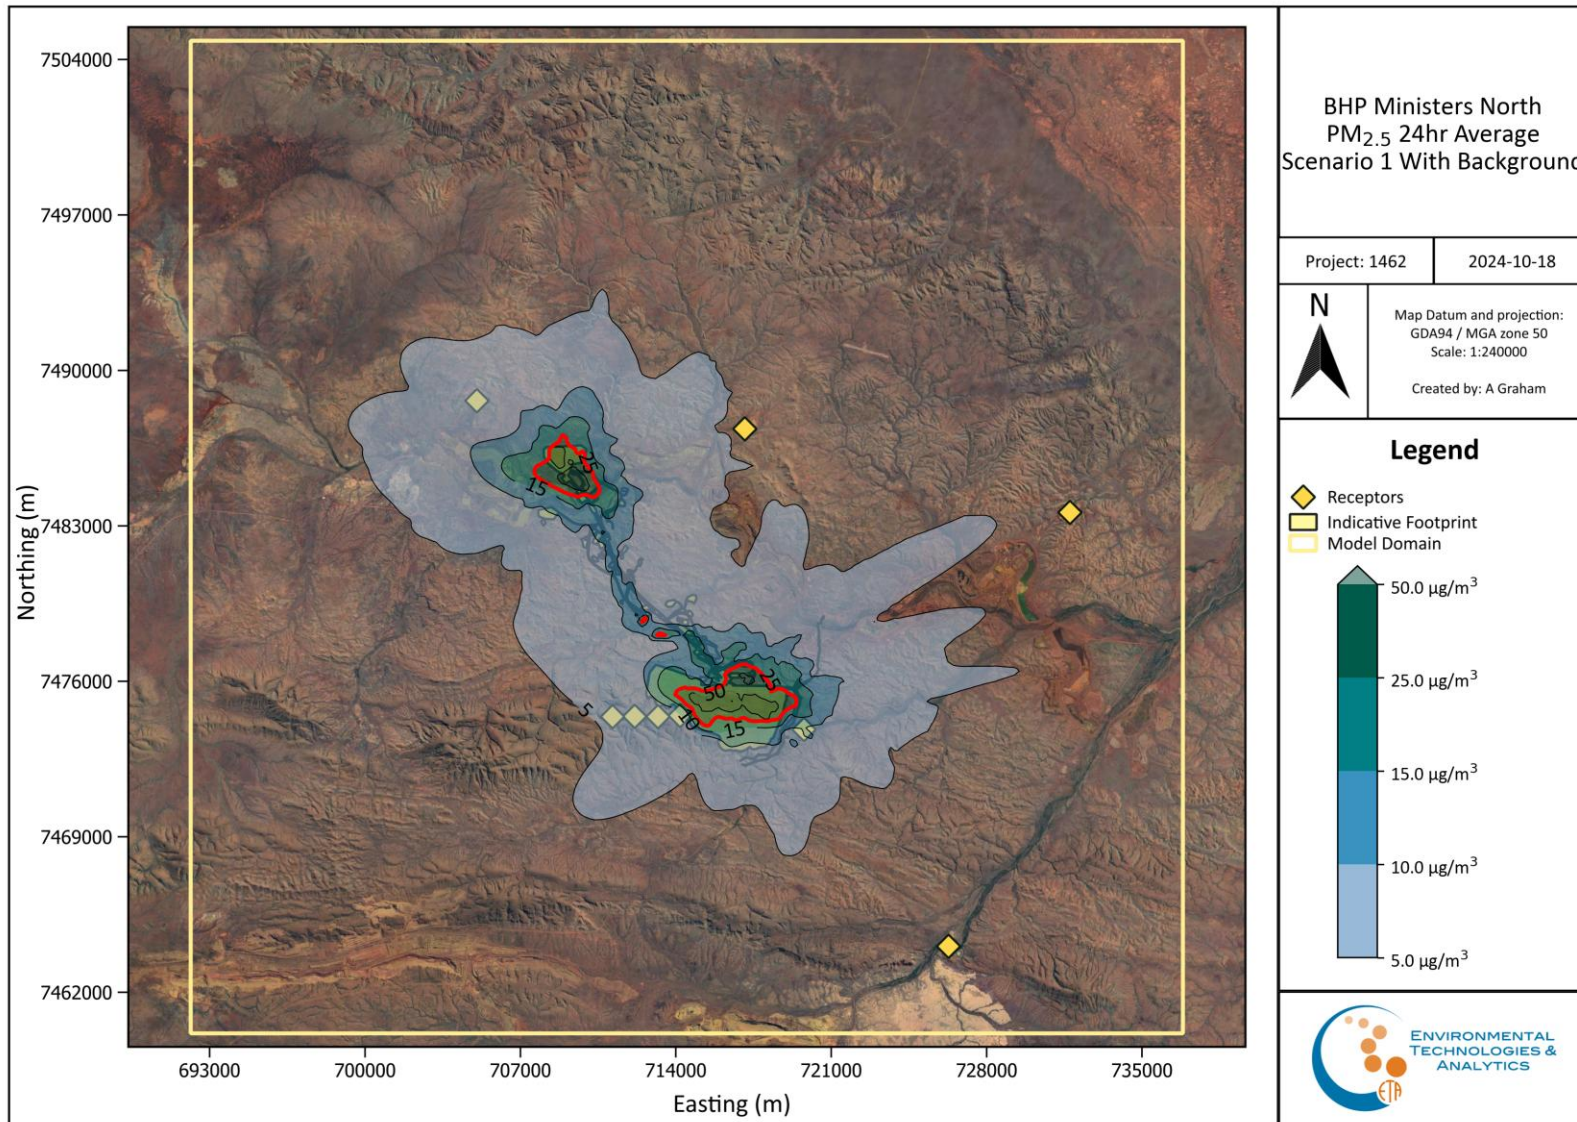 7504000
7497000
7490000
7483000
7476000
7469000
7462000
Northing (m)
693000
700000
707000
714000
721000
728000
735000
Easting (m)
25
15
5
10
50
25
15
BHP Ministers North
PM2.5 24hr Average
Scenario 1 With Background
Project: 1462
2024-10-18
N
Map Datum and projection:
GDA94 / MGA zone 50
Scale: 1:240000
Created by: A Graham
Legend
Receptors
Indicative Footprint
Model Domain
50.0 µg/m3
25.0 µg/m3
15.0 µg/m3
10.0 µg/m3
5.0 µg/m3
ENVIRONMENTAL
TECHNOLOGIES &
ANALYTICS
ETA